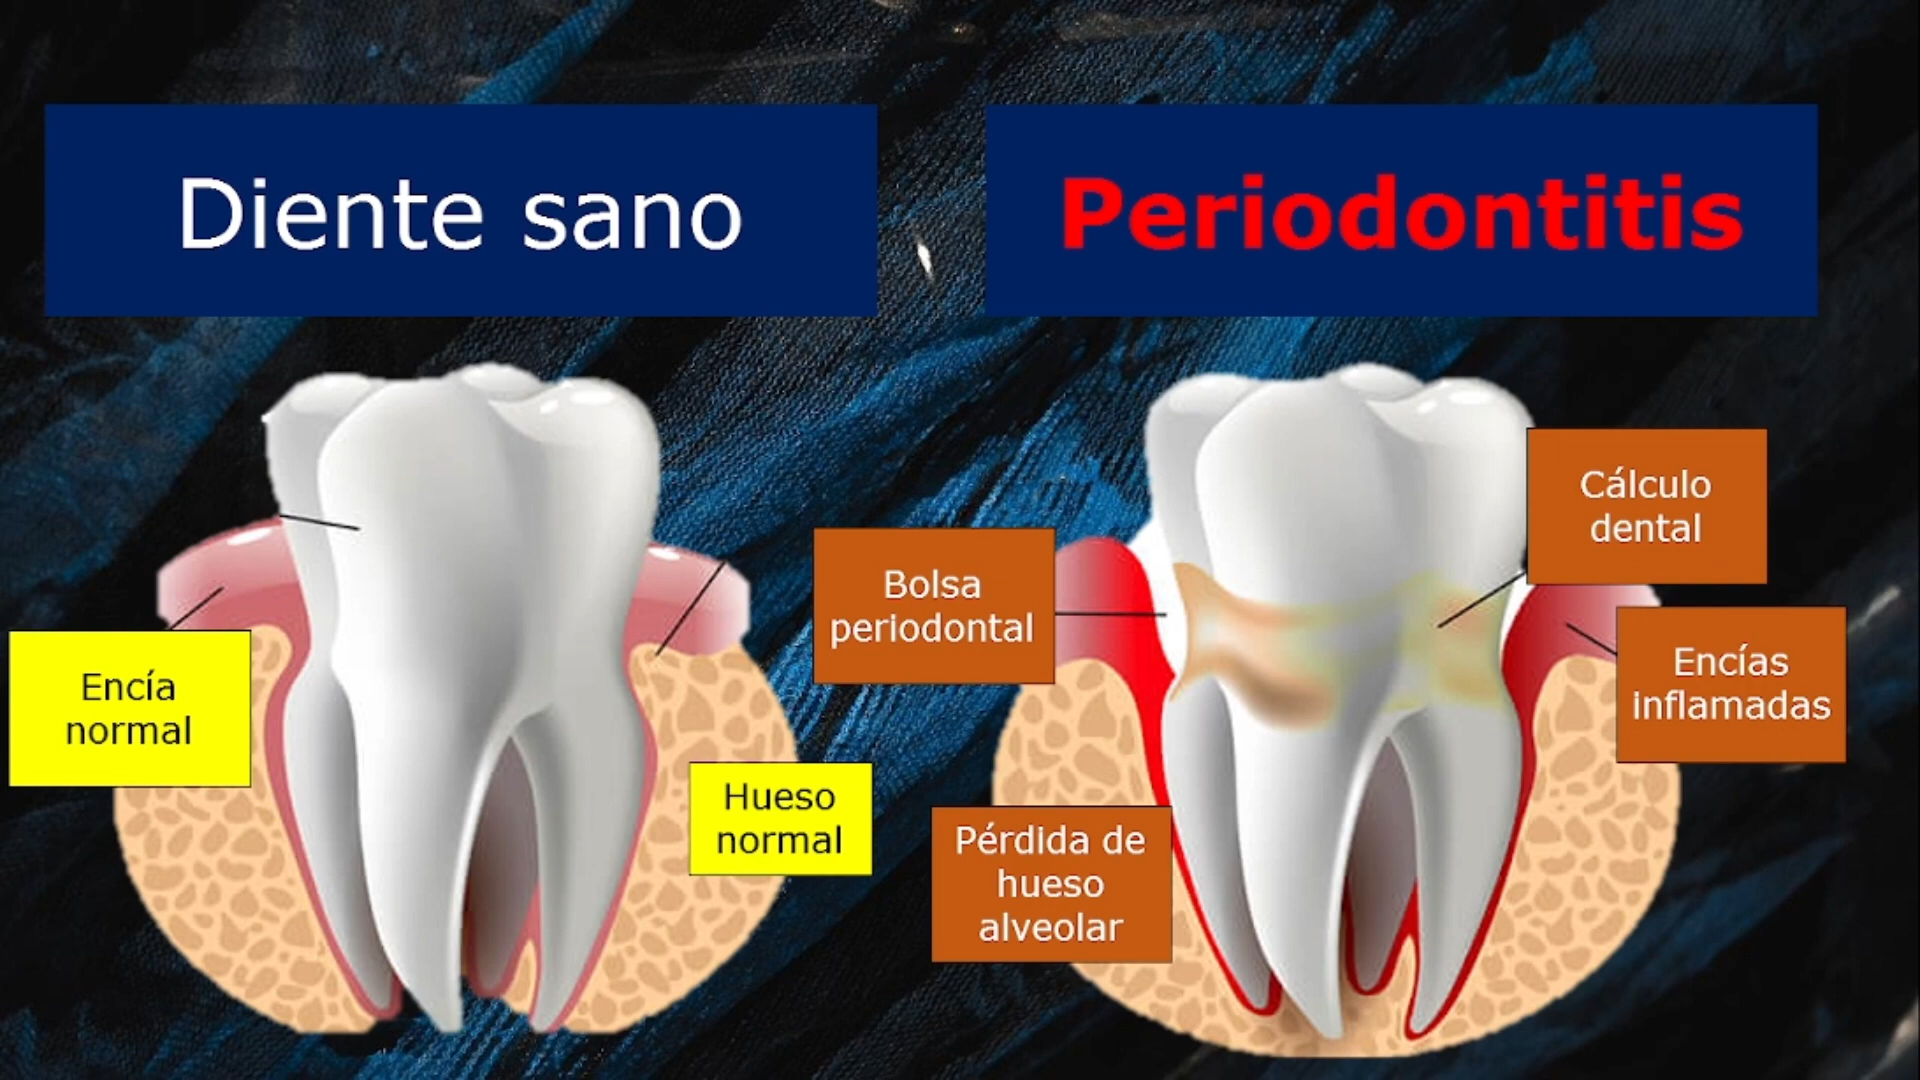 Diente sano
Periodontitis
Encía
normal
Hueso
normal
Bolsa
periodontal
Pérdida de
hueso
alveolar
Cálculo
dental
Encías
inflamadas